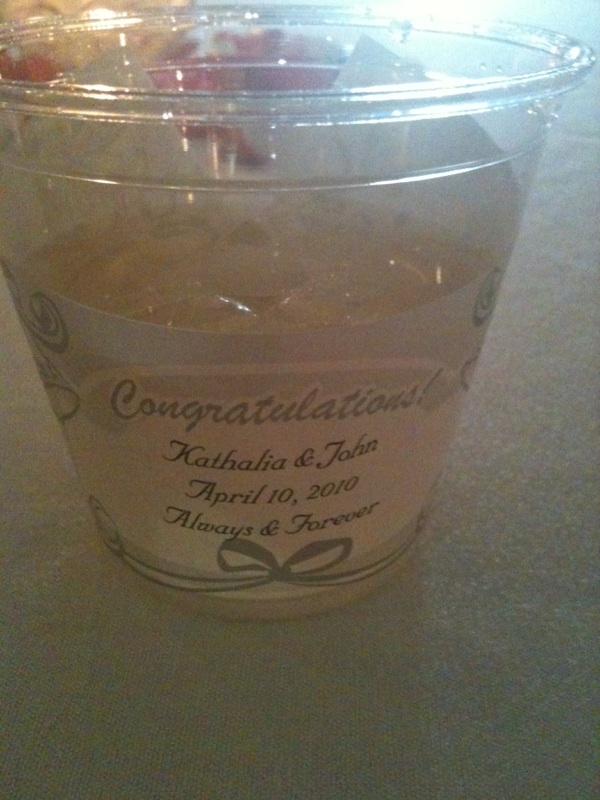 Congratulations!
Kathalia & John
April 10, 2010
Always & Forever